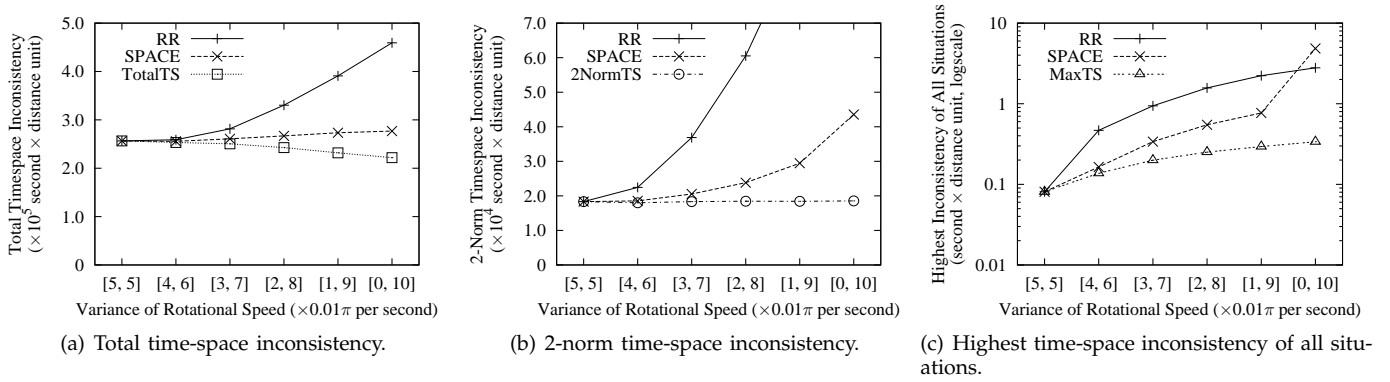 Total Timespace Inconsistency
(×10⁵ second × distance unit)
5.0
4.0
3.0
2.0
1.0
0
RR
SPACE
TotalTS
[5, 5] [4, 6] [3, 7] [2, 8] [1, 9] [0, 10]
Variance of Rotational Speed (×0.01π per second)
(a) Total time-space inconsistency.
2-Norm Timespace Inconsistency
(×10⁴ second × distance unit)
7.0
6.0
5.0
4.0
3.0
2.0
1.0
0
RR
SPACE
2NormTS
[5, 5] [4, 6] [3, 7] [2, 8] [1, 9] [0, 10]
Variance of Rotational Speed (×0.01π per second)
(b) 2-norm time-space inconsistency.
Highest Inconsistency of All Situations
(second × distance unit, logscale)
10
1
0.1
0.01
RR
SPACE
MaxTS
[5, 5] [4, 6] [3, 7] [2, 8] [1, 9] [0, 10]
Variance of Rotational Speed (×0.01π per second)
(c) Highest time-space inconsistency of all situ-
ations.